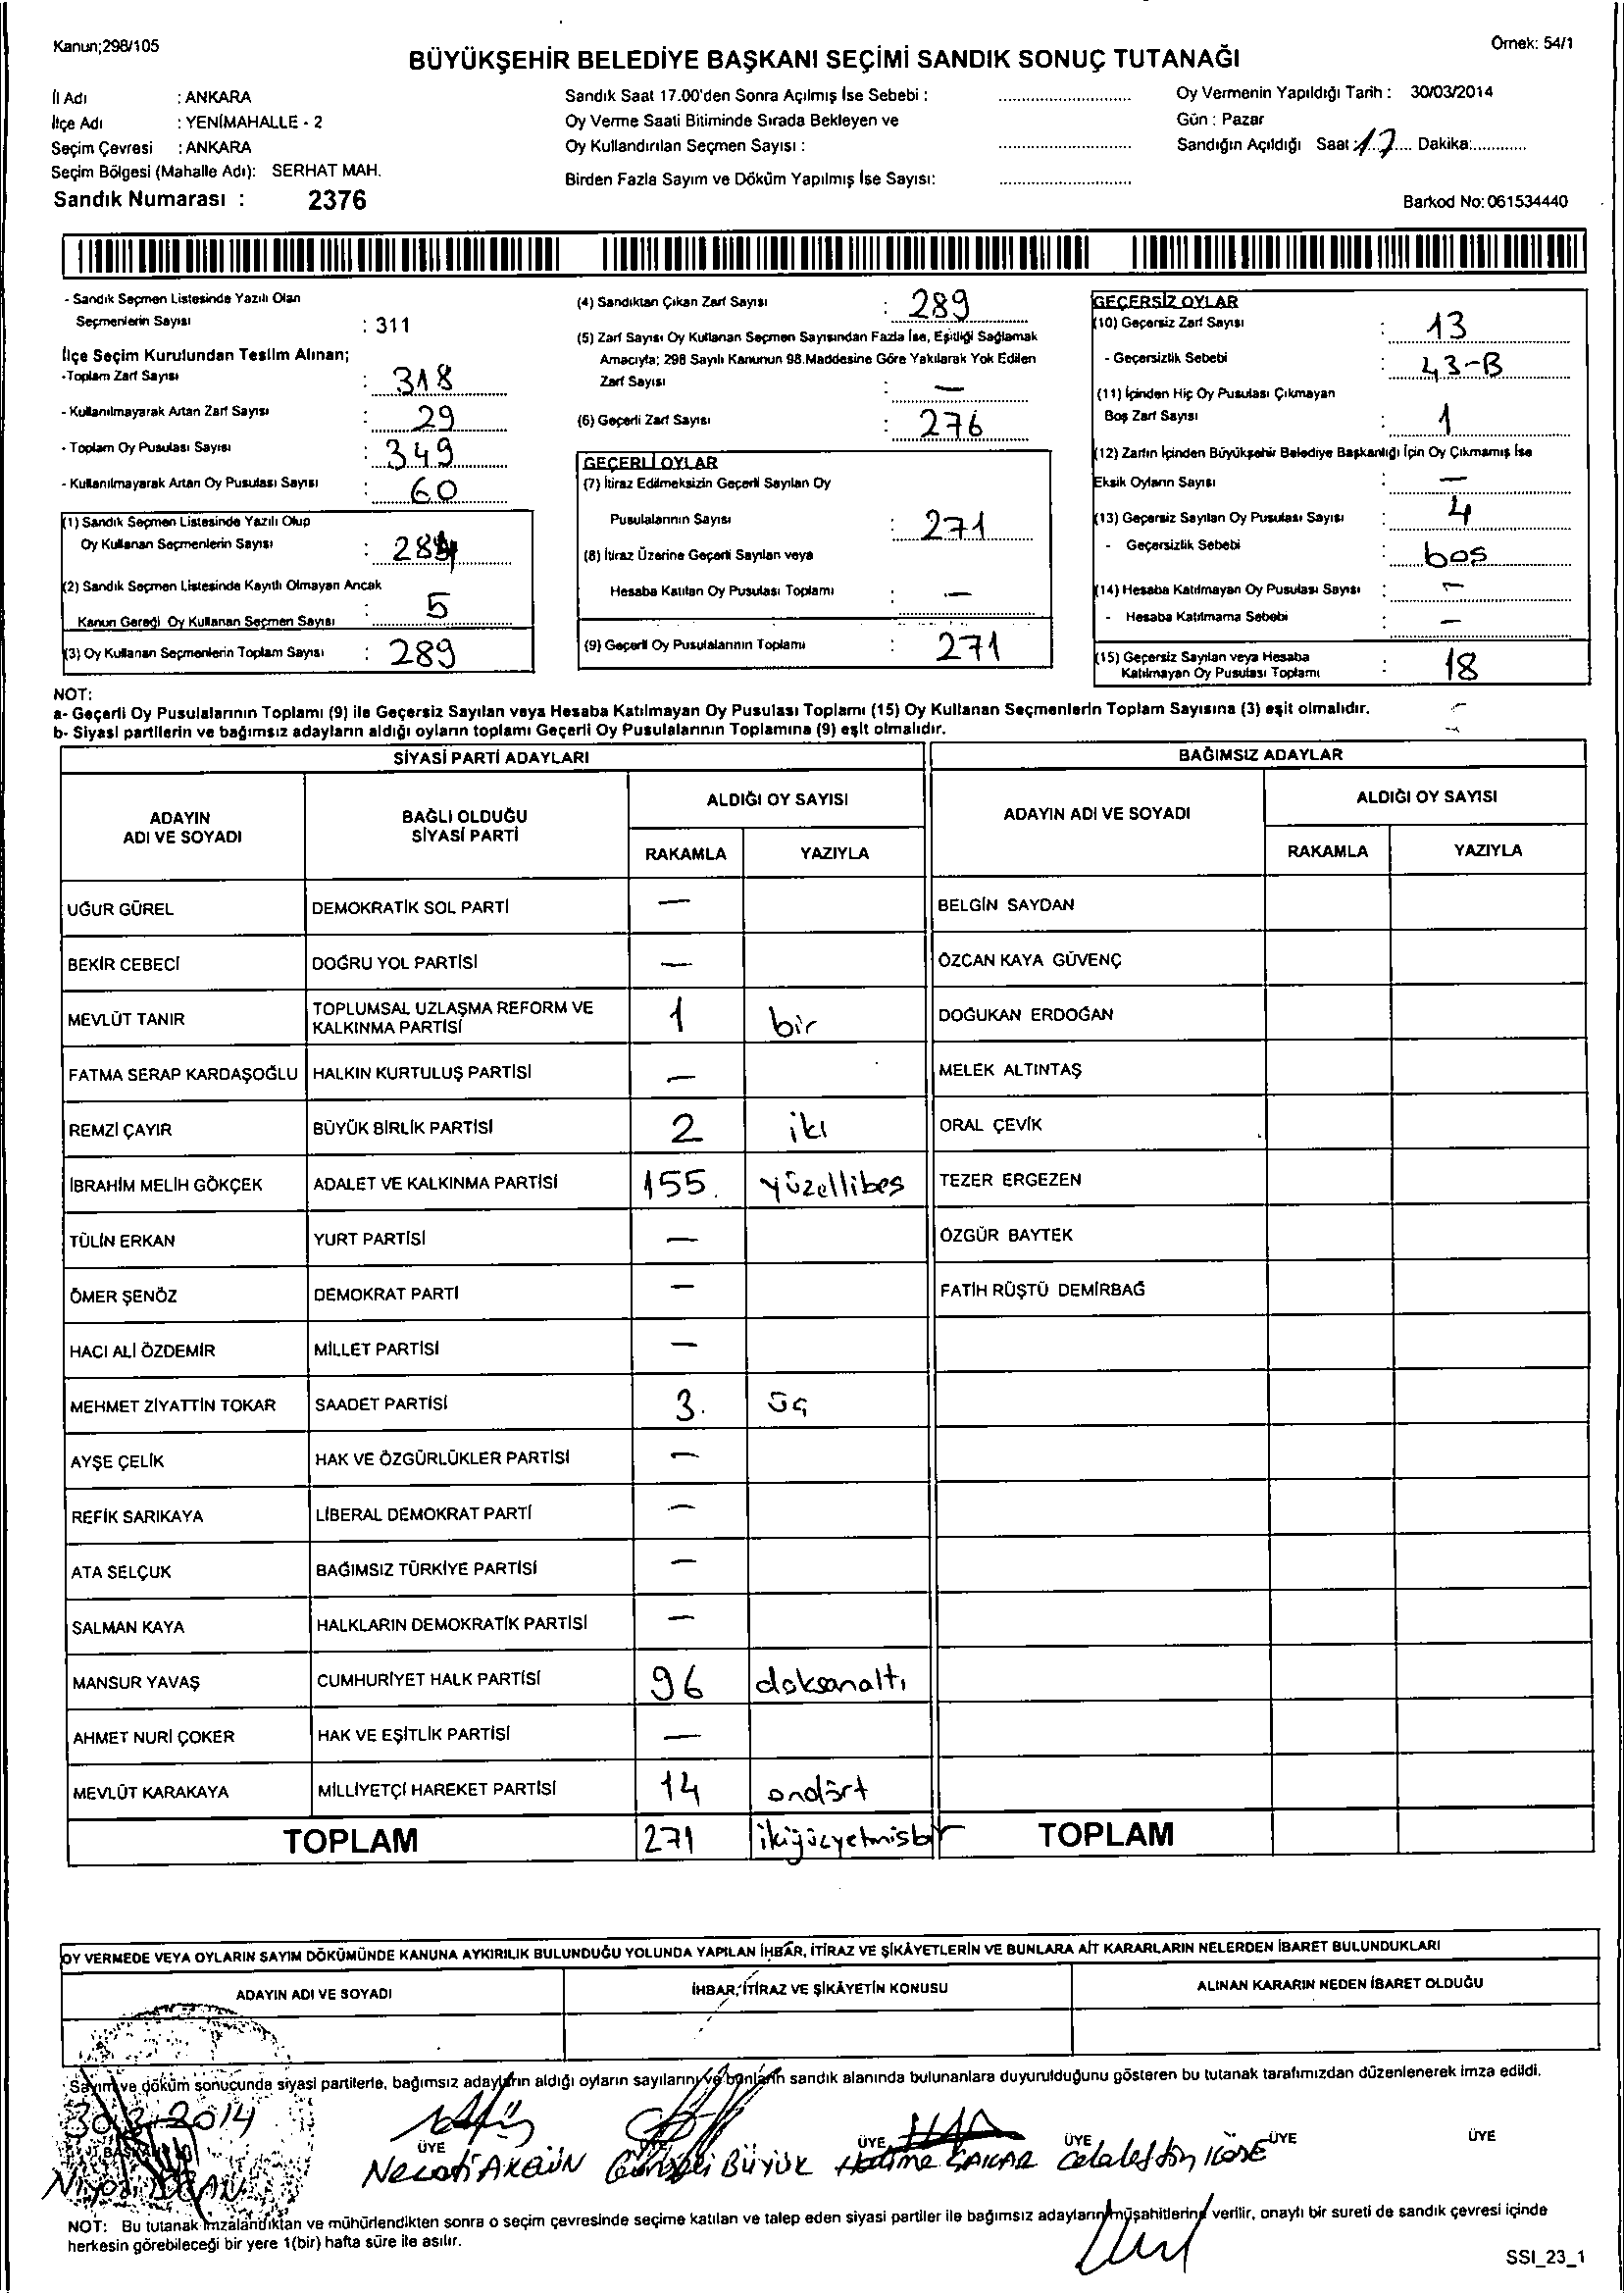 Kanun;298/105
Örnek: 54/1
BÜYÜKŞEHİR BELEDİYE BAŞKANI SEÇİMİ SANDIK SONUÇ TUTANAĞI
İl Adı : ANKARA
İlçe Adı : YENİMAHALLE - 2
Seçim Çevresi : ANKARA
Seçim Bölgesi (Mahalle Adı): SERHAT MAH.
Sandık Numarası : 2376
Sandık Saat 17.00'den Sonra Açılmış İse Sebebi :
Oy Verme Saati Bitiminde Sırada Bekleyen ve
Oy Kullandırılan Seçmen Sayısı :
Birden Fazla Sayım ve Döküm Yapılmış İse Sayısı:
Oy Vermenin Yapıldığı Tarih : 30/03/2014
Gün : Pazar
Sandığın Açıldığı Saat : 17 Dakika:
Barkod No: 061534440
- Sandık Seçmen Listesinde Yazılı Olan
Seçmenlerin Sayısı : 311
İlçe Seçim Kurulundan Teslim Alınan;
-Toplam Zarf Sayısı : 318
- Kullanılmayarak Artan Zarf Sayısı : 29
- Toplam Oy Pusulası Sayısı : 349
- Kullanılmayarak Artan Oy Pusulası Sayısı : 60
(1) Sandık Seçmen Listesinde Yazılı Olup
Oy Kullanan Seçmenlerin Sayısı : 284
(2) Sandık Seçmen Listesinde Kayıtlı Olmayan Ancak
Kanun Gereği Oy Kullanan Seçmen Sayısı : 5
(3) Oy Kullanan Seçmenlerin Toplam Sayısı : 289
(4) Sandıktan Çıkan Zarf Sayısı : 289
(5) Zarf Sayısı Oy Kullanan Seçmen Sayısından Fazla İse, Eşitliği Sağlamak
Amacıyla; 298 Sayılı Kanunun 98.Maddesine Göre Yakılarak Yok Edilen
Zarf Sayısı : —
(6) Geçerli Zarf Sayısı : 276
GEÇERLİ OYLAR
(7) İtiraz Edilmeksizin Geçerli Sayılan Oy
Pusulalarının Sayısı : 271
(8) İtiraz Üzerine Geçerli Sayılan veya
Hesaba Katılan Oy Pusulası Toplamı : —
(9) Geçerli Oy Pusulalarının Toplamı : 271
GEÇERSİZ OYLAR
(10) Geçersiz Zarf Sayısı : 13
- Geçersizlik Sebebi : 43-B
(11) İçinden Hiç Oy Pusulası Çıkmayan
Boş Zarf Sayısı : 1
(12) Zarfın İçinden Büyükşehir Belediye Başkanlığı İçin Oy Çıkmamış İse
Eksik Oyların Sayısı : —
(13) Geçersiz Sayılan Oy Pusulası Sayısı : 4
- Geçersizlik Sebebi : bos
(14) Hesaba Katılmayan Oy Pusulası Sayısı : —
- Hesaba Katılmama Sebebi : —
(15) Geçersiz Sayılan veya Hesaba
Katılmayan Oy Pusulası Toplamı : 18
NOT:
a- Geçerli Oy Pusulalarının Toplamı (9) ile Geçersiz Sayılan veya Hesaba Katılmayan Oy Pusulası Toplamı (15) Oy Kullanan Seçmenlerin Toplam Sayısına (3) eşit olmalıdır.
b- Siyasi partilerin ve bağımsız adayların aldığı oyların toplamı Geçerli Oy Pusulalarının Toplamına (9) eşit olmalıdır.
SİYASİ PARTİ ADAYLARI
BAĞIMSIZ ADAYLAR
ADAYIN
ADI VE SOYADI
BAĞLI OLDUĞU
SİYASİ PARTİ
ALDIĞI OY SAYISI
RAKAMLA YAZIYLA
ADAYIN ADI VE SOYADI
ALDIĞI OY SAYISI
RAKAMLA YAZIYLA
UĞUR GÜREL DEMOKRATİK SOL PARTİ — BELGİN SAYDAN
BEKİR CEBECİ DOĞRU YOL PARTİSİ — ÖZCAN KAYA GÜVENÇ
MEVLÜT TANIR TOPLUMSAL UZLAŞMA REFORM VE
KALKINMA PARTİSİ 1 bir DOĞUKAN ERDOĞAN
FATMA SERAP KARDAŞOĞLU HALKIN KURTULUŞ PARTİSİ — MELEK ALTINTAŞ
REMZİ ÇAYIR BÜYÜK BİRLİK PARTİSİ 2 iki ORAL ÇEVİK
İBRAHİM MELİH GÖKÇEK ADALET VE KALKINMA PARTİSİ 155. yüzellibes TEZER ERGEZEN
TÜLİN ERKAN YURT PARTİSİ — ÖZGÜR BAYTEK
ÖMER ŞENÖZ DEMOKRAT PARTİ — FATİH RÜŞTÜ DEMİRBAĞ
HACI ALİ ÖZDEMİR MİLLET PARTİSİ —
MEHMET ZİYATTİN TOKAR SAADET PARTİSİ 3. üç
AYŞE ÇELİK HAK VE ÖZGÜRLÜKLER PARTİSİ —
REFİK SARIKAYA LİBERAL DEMOKRAT PARTİ —
ATA SELÇUK BAĞIMSIZ TÜRKİYE PARTİSİ —
SALMAN KAYA HALKLARIN DEMOKRATİK PARTİSİ —
MANSUR YAVAŞ CUMHURİYET HALK PARTİSİ 96 doksanaltı
AHMET NURİ ÇOKER HAK VE EŞİTLİK PARTİSİ —
MEVLÜT KARAKAYA MİLLİYETÇİ HAREKET PARTİSİ 14 ondört
TOPLAM 271 ikiyüzyetmisbir TOPLAM
OY VERMEDE VEYA OYLARIN SAYIM DÖKÜMÜNDE KANUNA AYKIRILIK BULUNDUĞU YOLUNDA YAPILAN İHBAR, İTİRAZ VE ŞİKÂYETLERİN VE BUNLARA AİT KARARLARIN NELERDEN İBARET BULUNDUKLARI
ADAYIN ADI VE SOYADI İHBAR, İTİRAZ VE ŞİKÂYETİN KONUSU ALINAN KARARIN NEDEN İBARET OLDUĞU
Sayım ve döküm sonucunda siyasi partilerle, bağımsız adayların aldığı oyların sayılarını ve bunların sandık alanında bulunanlara duyurulduğunu gösteren bu tutanak tarafımızdan düzenlenerek imza edildi.
30.3.2014
ÜYE ÜYE ÜYE ÜYE ÜYE
Necati AKGÜN BÜYÜK Halime ÇAKAR Celalettin KÖSE
NOT: Bu tutanak imzalandıktan ve mühürlendikten sonra o seçim çevresinde seçime katılan ve talep eden siyasi partiler ile bağımsız adayların müşahitlerine verilir, onaylı bir sureti de sandık çevresi içinde
herkesin görebileceği bir yere 1(bir) hafta süre ile asılır.
SSI_23_1